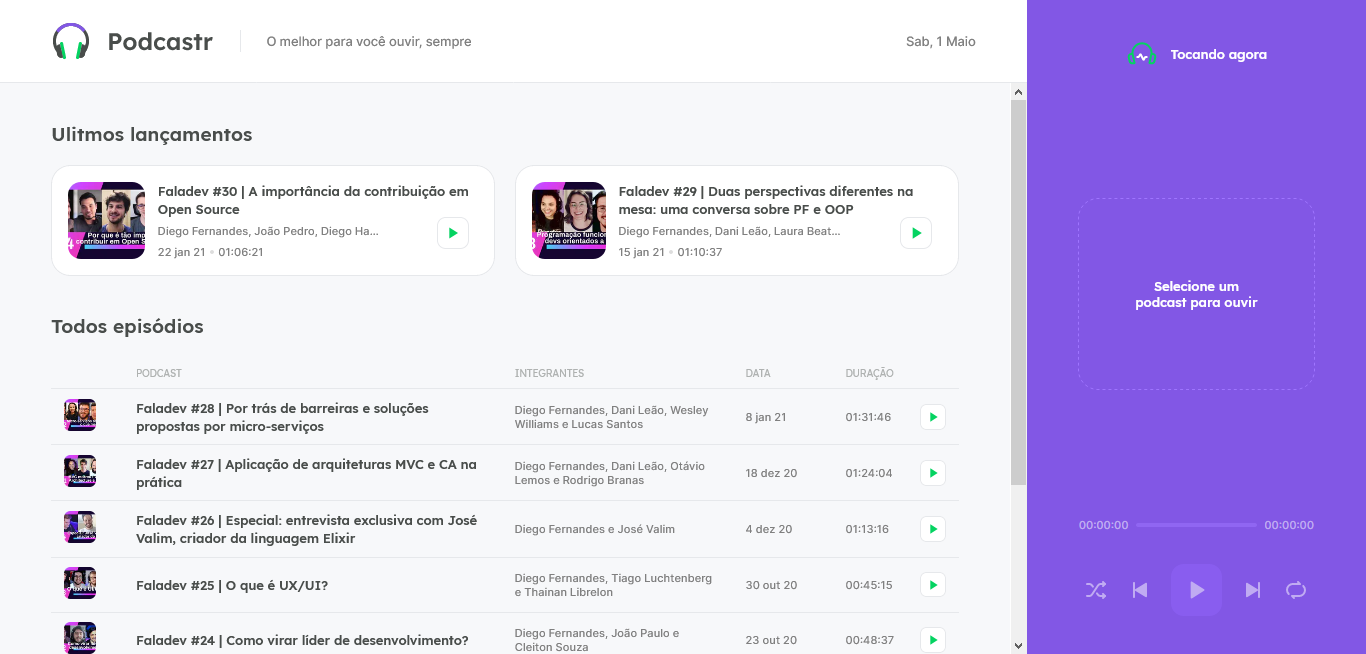 Podcastr
O melhor para você ouvir, sempre
Sab, 1 Maio
Ulitmos lançamentos
Faladev #30 | A importância da contribuição em
Open Source
Diego Fernandes, João Pedro, Diego Ha...
22 jan 21 • 01:06:21
Faladev #29 | Duas perspectivas diferentes na
mesa: uma conversa sobre PF e OOP
Diego Fernandes, Dani Leão, Laura Beat...
15 jan 21 • 01:10:37
Todos episódios
PODCAST INTEGRANTES DATA DURAÇÃO
Faladev #28 | Por trás de barreiras e soluções
propostas por micro-serviços
Diego Fernandes, Dani Leão, Wesley
Williams e Lucas Santos
8 jan 21
01:31:46
Faladev #27 | Aplicação de arquiteturas MVC e CA na
prática
Diego Fernandes, Dani Leão, Otávio
Lemos e Rodrigo Branas
18 dez 20
01:24:04
Faladev #26 | Especial: entrevista exclusiva com José
Valim, criador da linguagem Elixir
Diego Fernandes e José Valim
4 dez 20
01:13:16
Faladev #25 | O que é UX/UI?
Diego Fernandes, Tiago Luchtenberg
e Thainan Librelon
30 out 20
00:45:15
Faladev #24 | Como virar líder de desenvolvimento?
Diego Fernandes, João Paulo e
Cleiton Souza
23 out 20
00:48:37
Tocando agora
Selecione um
podcast para ouvir
00:00:00
00:00:00